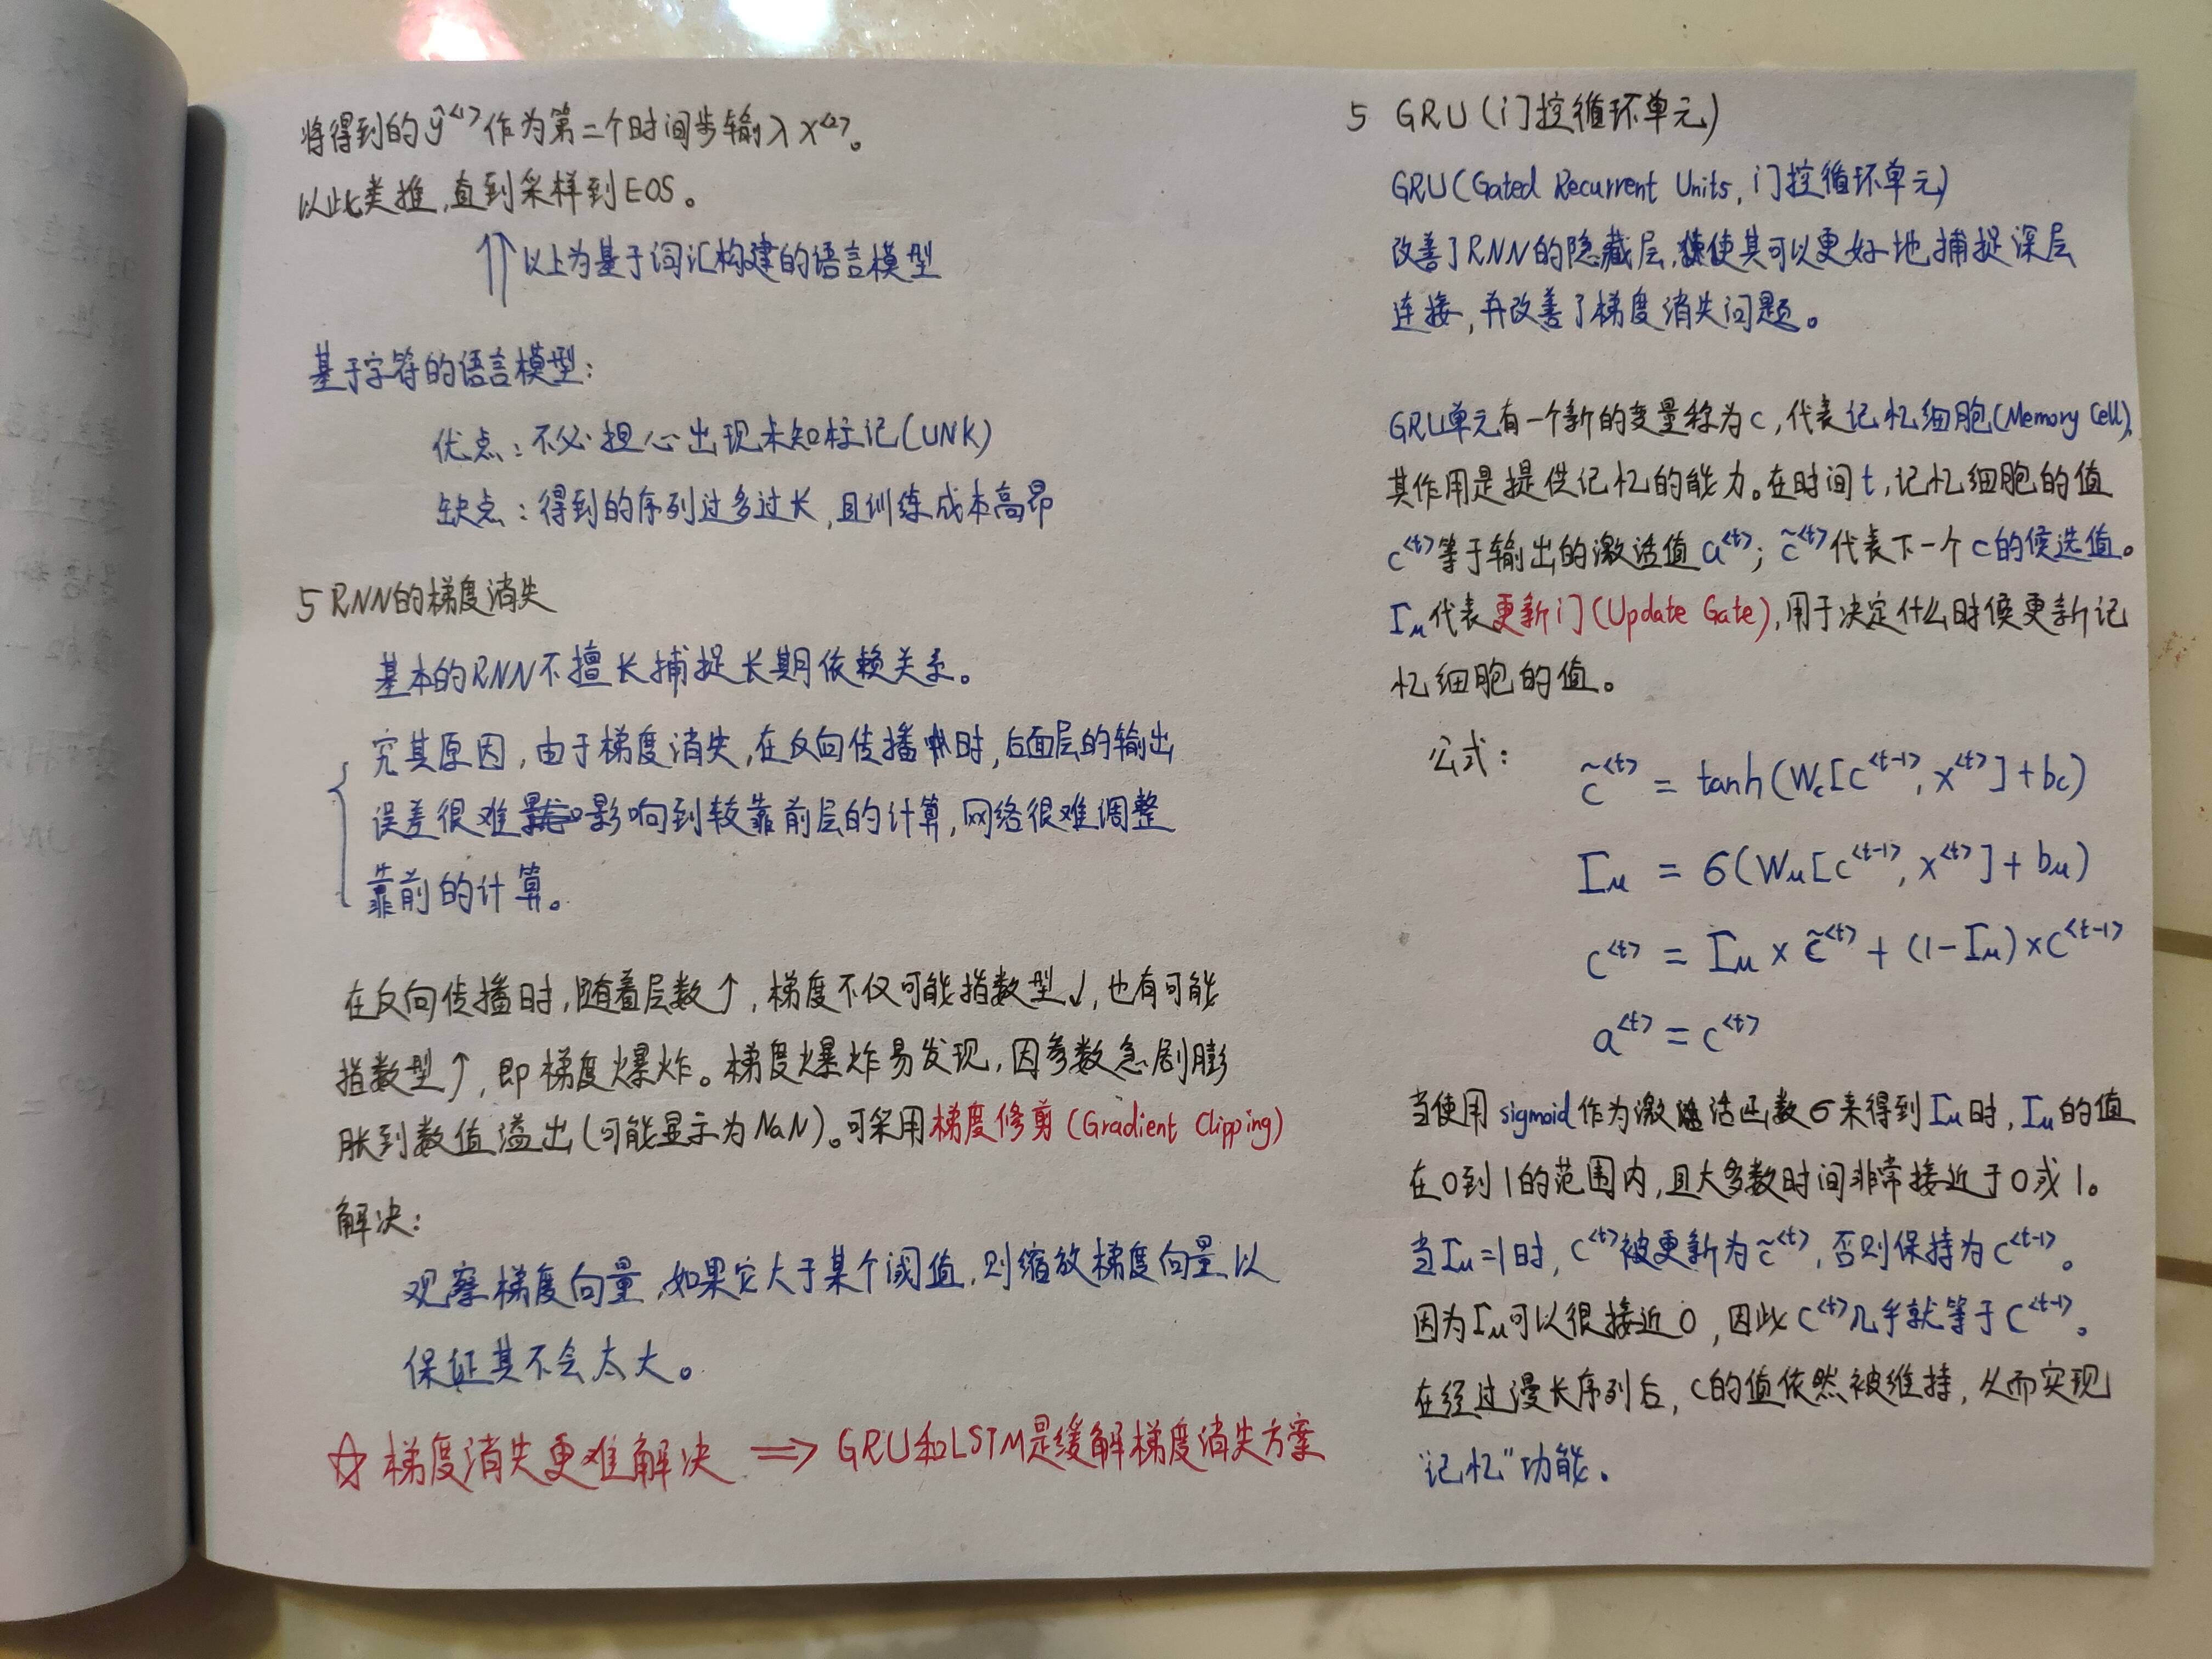 将得到的ŷ<1>作为第二个时间步输入x<2>。
以此类推,直到采样到EOS。
⇑以上为基于词汇构建的语言模型
基于字符的语言模型:
优点:不必担心出现未知标记(UNK)
缺点:得到的序列过多过长,且训练成本高昂
5 RNN的梯度消失
基本的RNN不擅长捕捉长期依赖关系。
究其原因,由于梯度消失,在反向传播时,后面层的输出
误差很难影响到较靠前层的计算,网络很难调整
靠前的计算。
在反向传播时,随着层数↑,梯度不仅可能指数型↓,也有可能
指数型↑,即梯度爆炸。梯度爆炸易发现,因参数急剧膨
胀到数值溢出(可能显示为NaN)。可采用梯度修剪(Gradient Clipping)
解决:
观察梯度向量,如果它大于某个阈值,则缩放梯度向量以
保证其不会太大。
☆梯度消失更难解决 ⇒ GRU和LSTM是缓解梯度消失方案
5 GRU(门控循环单元)
GRU(Gated Recurrent Units,门控循环单元)
改善了RNN的隐藏层,使其可以更好地捕捉深层
连接,并改善了梯度消失问题。
GRU单元有一个新的变量称为c,代表记忆细胞(Memory Cell),
其作用是提供记忆的能力。在时间t,记忆细胞的值
c<t>等于输出的激活值a<t>;c̃<t>代表下一个c的候选值。
Γu代表更新门(Update Gate),用于决定什么时候更新记
忆细胞的值。
公式: c̃<t> = tanh(Wc[c<t-1>, x<t>]+bc)
Γu = σ(Wu[c<t-1>, x<t>]+bu)
c<t> = Γu × c̃<t> + (1-Γu)×c<t-1>
a<t> = c<t>
当使用sigmoid作为激活函数σ来得到Γu时,Γu的值
在0到1的范围内,且大多数时间非常接近于0或1。
当Γu=1时,c<t>被更新为c̃<t>,否则保持为c<t-1>。
因为Γu可以很接近0,因此c<t>几乎就等于c<t-1>。
在经过漫长序列后,c的值依然被维持,从而实现
"记忆"功能。